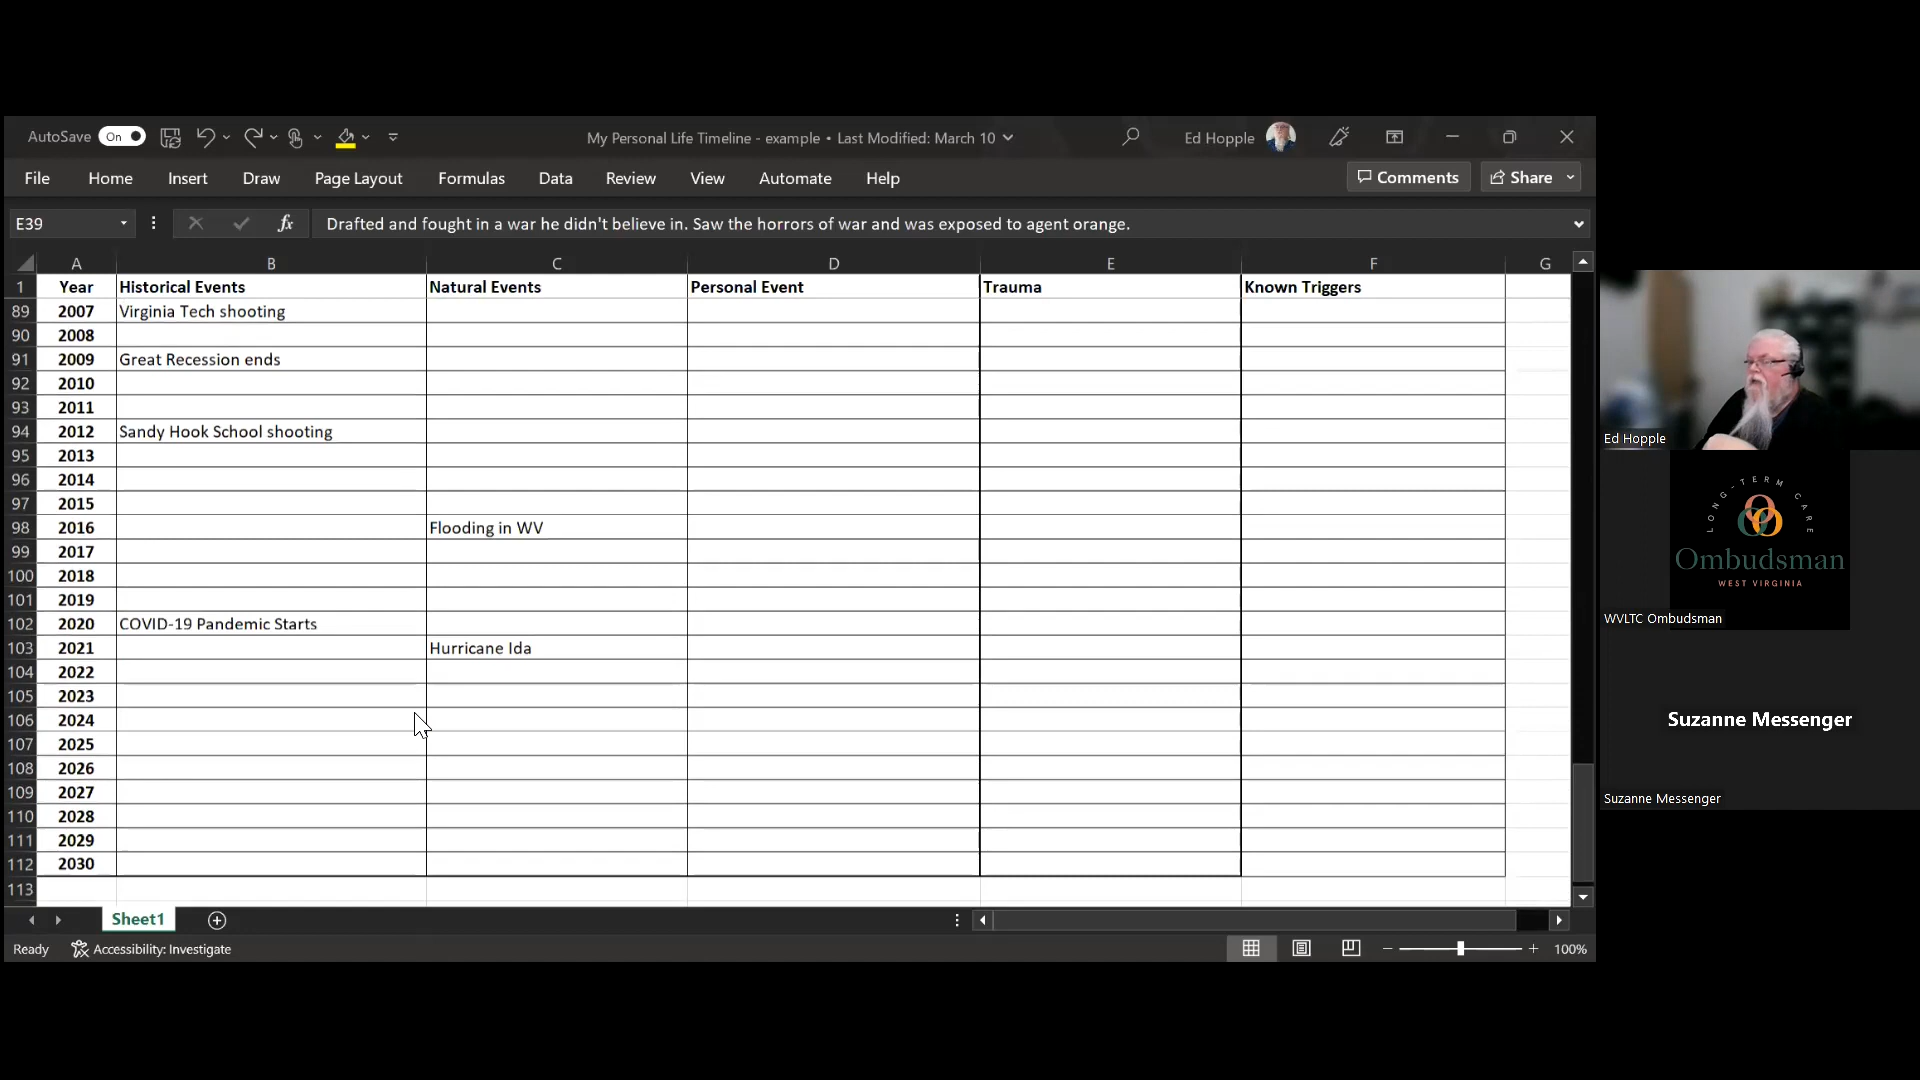 AutoSave On
My Personal Life Timeline - example • Last Modified: March 10
Ed Hopple
File Home Insert Draw Page Layout Formulas Data Review View Automate Help
Comments Share
E39 fx Drafted and fought in a war he didn't believe in. Saw the horrors of war and was exposed to agent orange.
A B C D E F G
1 Year Historical Events Natural Events Personal Event Trauma Known Triggers
89 2007 Virginia Tech shooting
90 2008
91 2009 Great Recession ends
92 2010
93 2011
94 2012 Sandy Hook School shooting
95 2013
96 2014
97 2015
98 2016 Flooding in WV
99 2017
100 2018
101 2019
102 2020 COVID-19 Pandemic Starts
103 2021 Hurricane Ida
104 2022
105 2023
106 2024
107 2025
108 2026
109 2027
110 2028
111 2029
112 2030
113
Sheet1
Ready Accessibility: Investigate
100%
Ed Hopple
LONG-TERM CARE
Ombudsman
WEST VIRGINIA
WVLTC Ombudsman
Suzanne Messenger
Suzanne Messenger